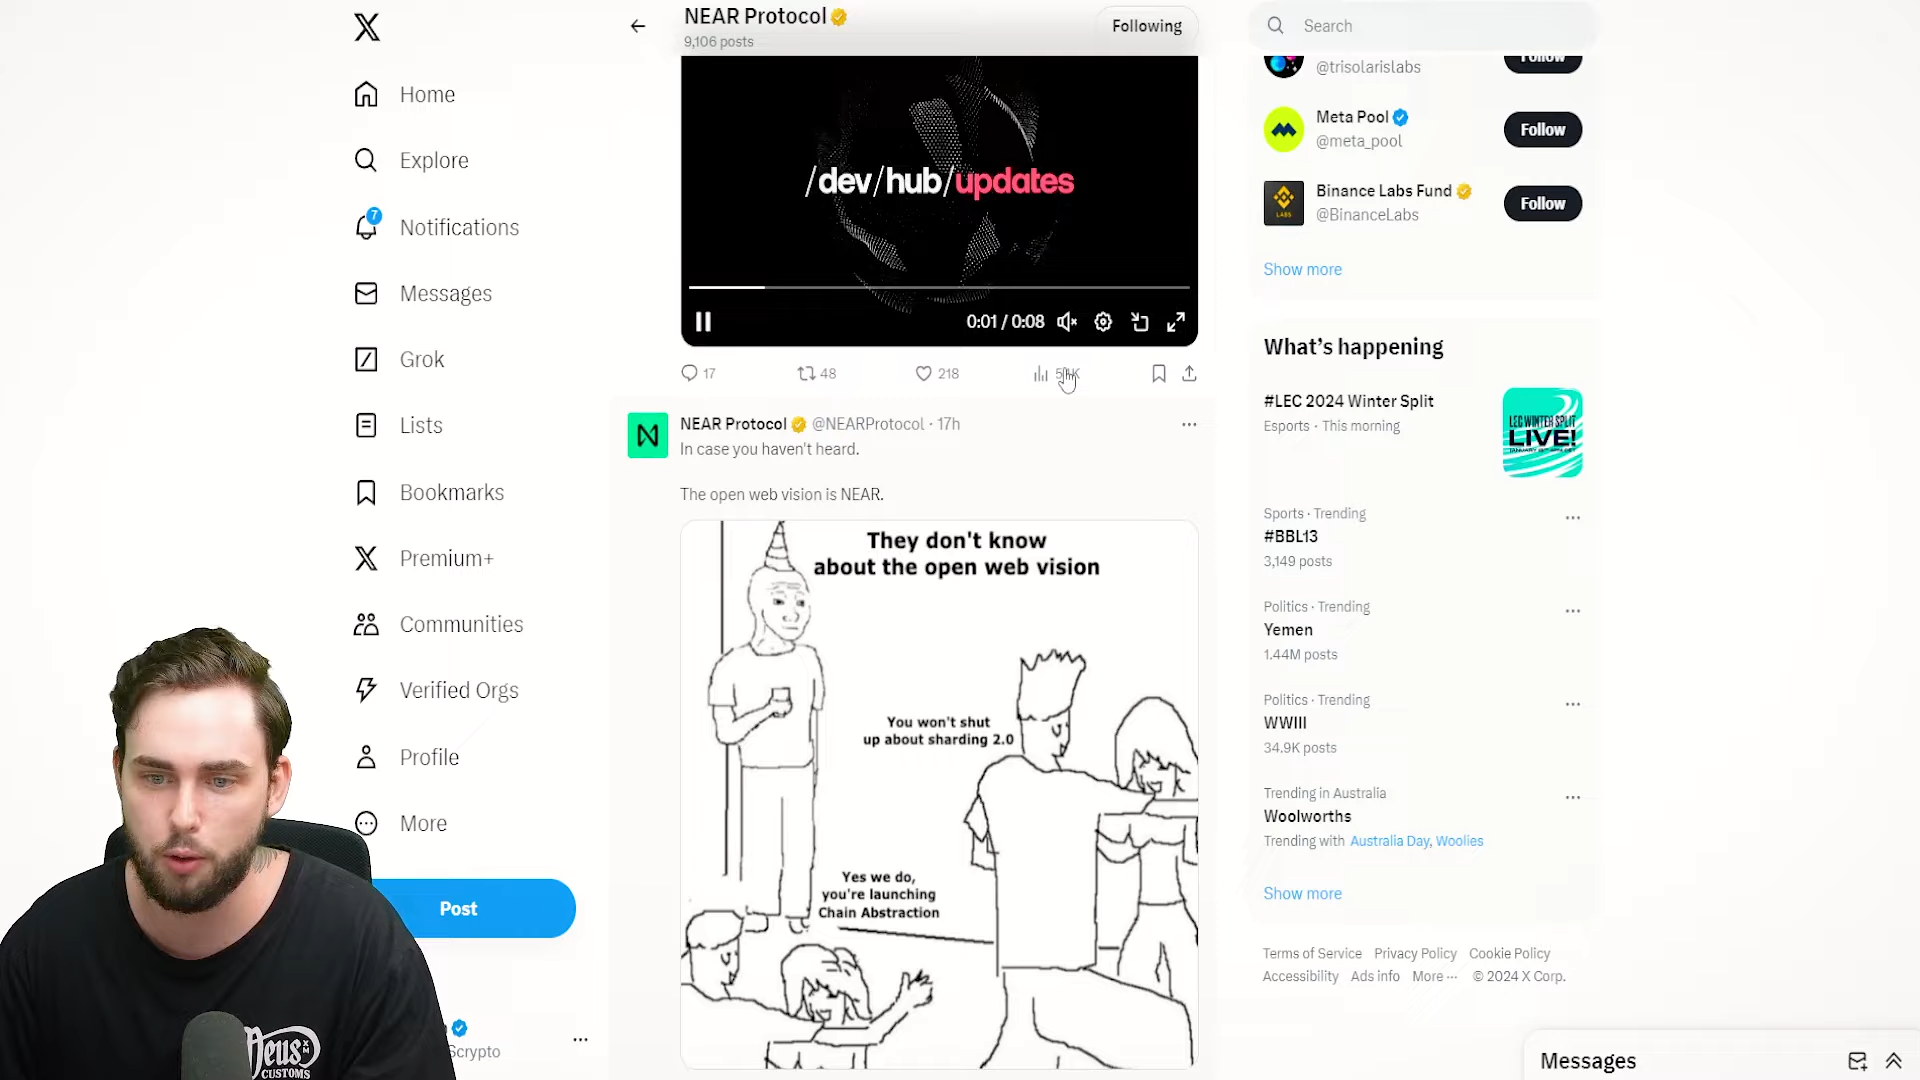 Home
Explore
7
Notifications
Messages
Grok
Lists
Bookmarks
Premium+
Communities
Verified Orgs
Profile
More
Post
Scrypto
Deus
CUSTOMS
NEAR Protocol
9,106 posts
Following
/dev/hub/updates
0:01 / 0:08
17
48
218
NEAR Protocol @NEARProtocol · 17h
In case you haven't heard.
The open web vision is NEAR.
They don't know
about the open web vision
You won't shut
up about sharding 2.0
Yes we do,
you're launching
Chain Abstraction
Search
@trisolarislabs
Follow
Meta Pool
@meta_pool
Follow
LABS
Binance Labs Fund
@BinanceLabs
Follow
Show more
What's happening
#LEC 2024 Winter Split
Esports · This morning
LEC WINTER SPLIT
LIVE!
Sports · Trending
#BBL13
3,149 posts
Politics · Trending
Yemen
1.44M posts
Politics · Trending
WWIII
34.9K posts
Trending in Australia
Woolworths
Trending with Australia Day, Woolies
Show more
Terms of Service Privacy Policy Cookie Policy
Accessibility Ads info More ··· © 2024 X Corp.
Messages